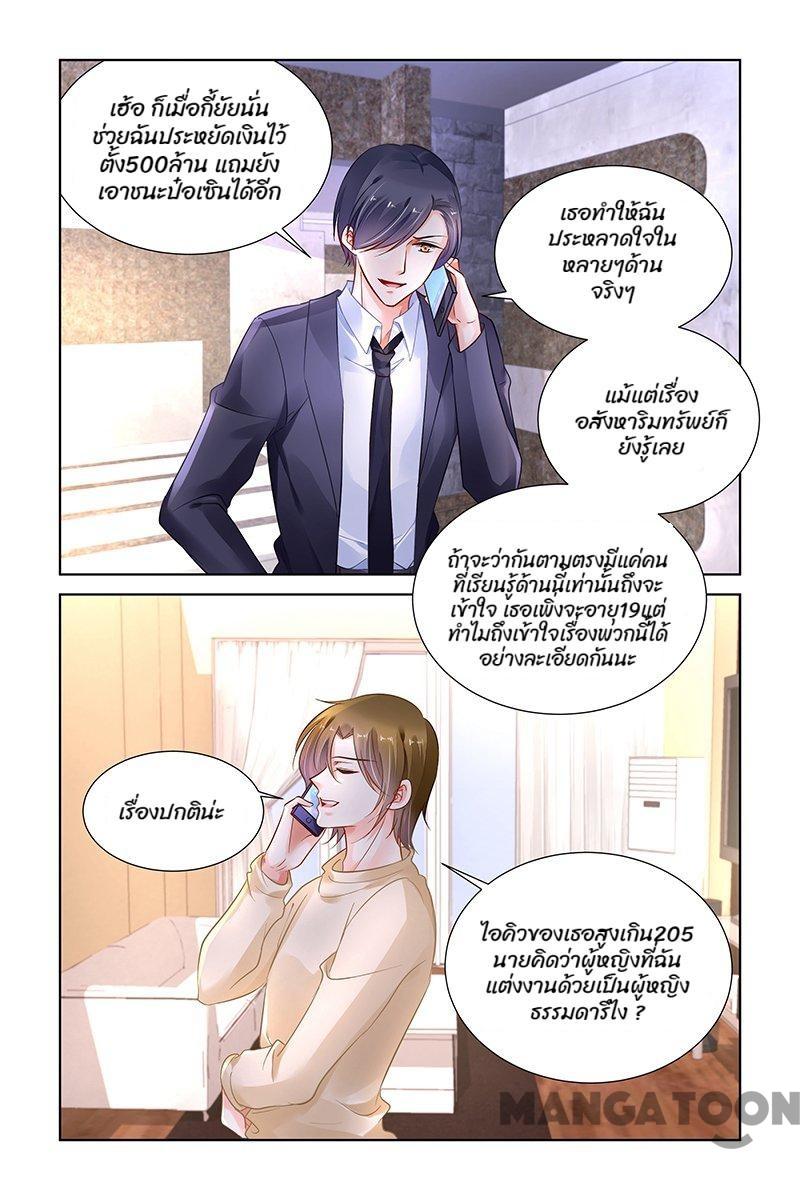 เฮ้อ ก็เมื่อกี้ยัยนั่น
ช่วยฉันประหยัดเงินไว้
ตั้ง500ล้าน แถมยัง
เอาชนะป๋อเซินได้อีก
เธอทำให้ฉัน
ประหลาดใจใน
หลายๆด้าน
จริงๆ
แม้แต่เรื่อง
อสังหาริมทรัพย์ก็
ยังรู้เลย
ถ้าจะว่ากันตามตรงมีแค่คน
ที่เรียนรู้ด้านนี้เท่านั้นถึงจะ
เข้าใจ เธอเพิ่งจะอายุ19แต่
ทำไมถึงเข้าใจเรื่องพวกนี้ได้
อย่างละเอียดกันนะ
เรื่องปกติน่ะ
ไอคิวของเธอสูงเกิน205
นายคิดว่าผู้หญิงที่ฉัน
แต่งงานด้วยเป็นผู้หญิง
ธรรมดารึไง ?
MANGATOON